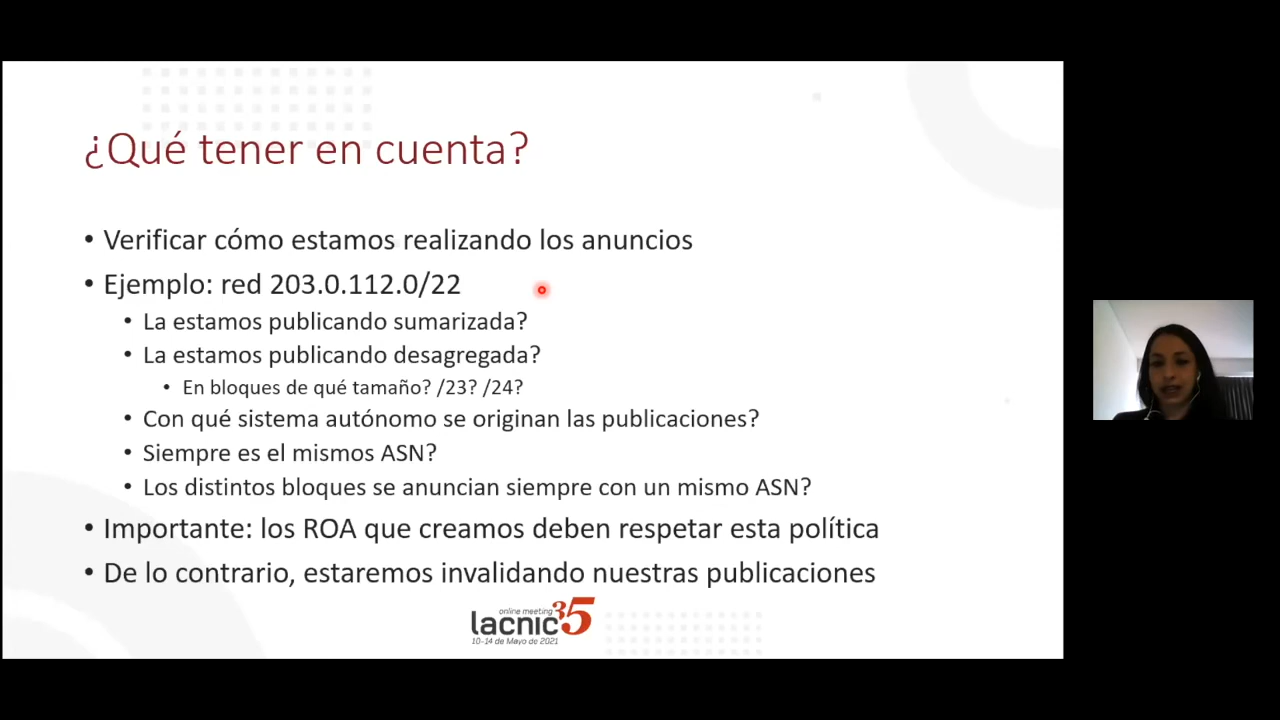 ¿Qué tener en cuenta?
• Verificar cómo estamos realizando los anuncios
• Ejemplo: red 203.0.112.0/22
• La estamos publicando sumarizada?
• La estamos publicando desagregada?
• En bloques de qué tamaño? /23? /24?
• Con qué sistema autónomo se originan las publicaciones?
• Siempre es el mismos ASN?
• Los distintos bloques se anuncian siempre con un mismo ASN?
• Importante: los ROA que creamos deben respetar esta política
• De lo contrario, estaremos invalidando nuestras publicaciones
online meeting
lacnic 35
10-14 de Mayo de 2021